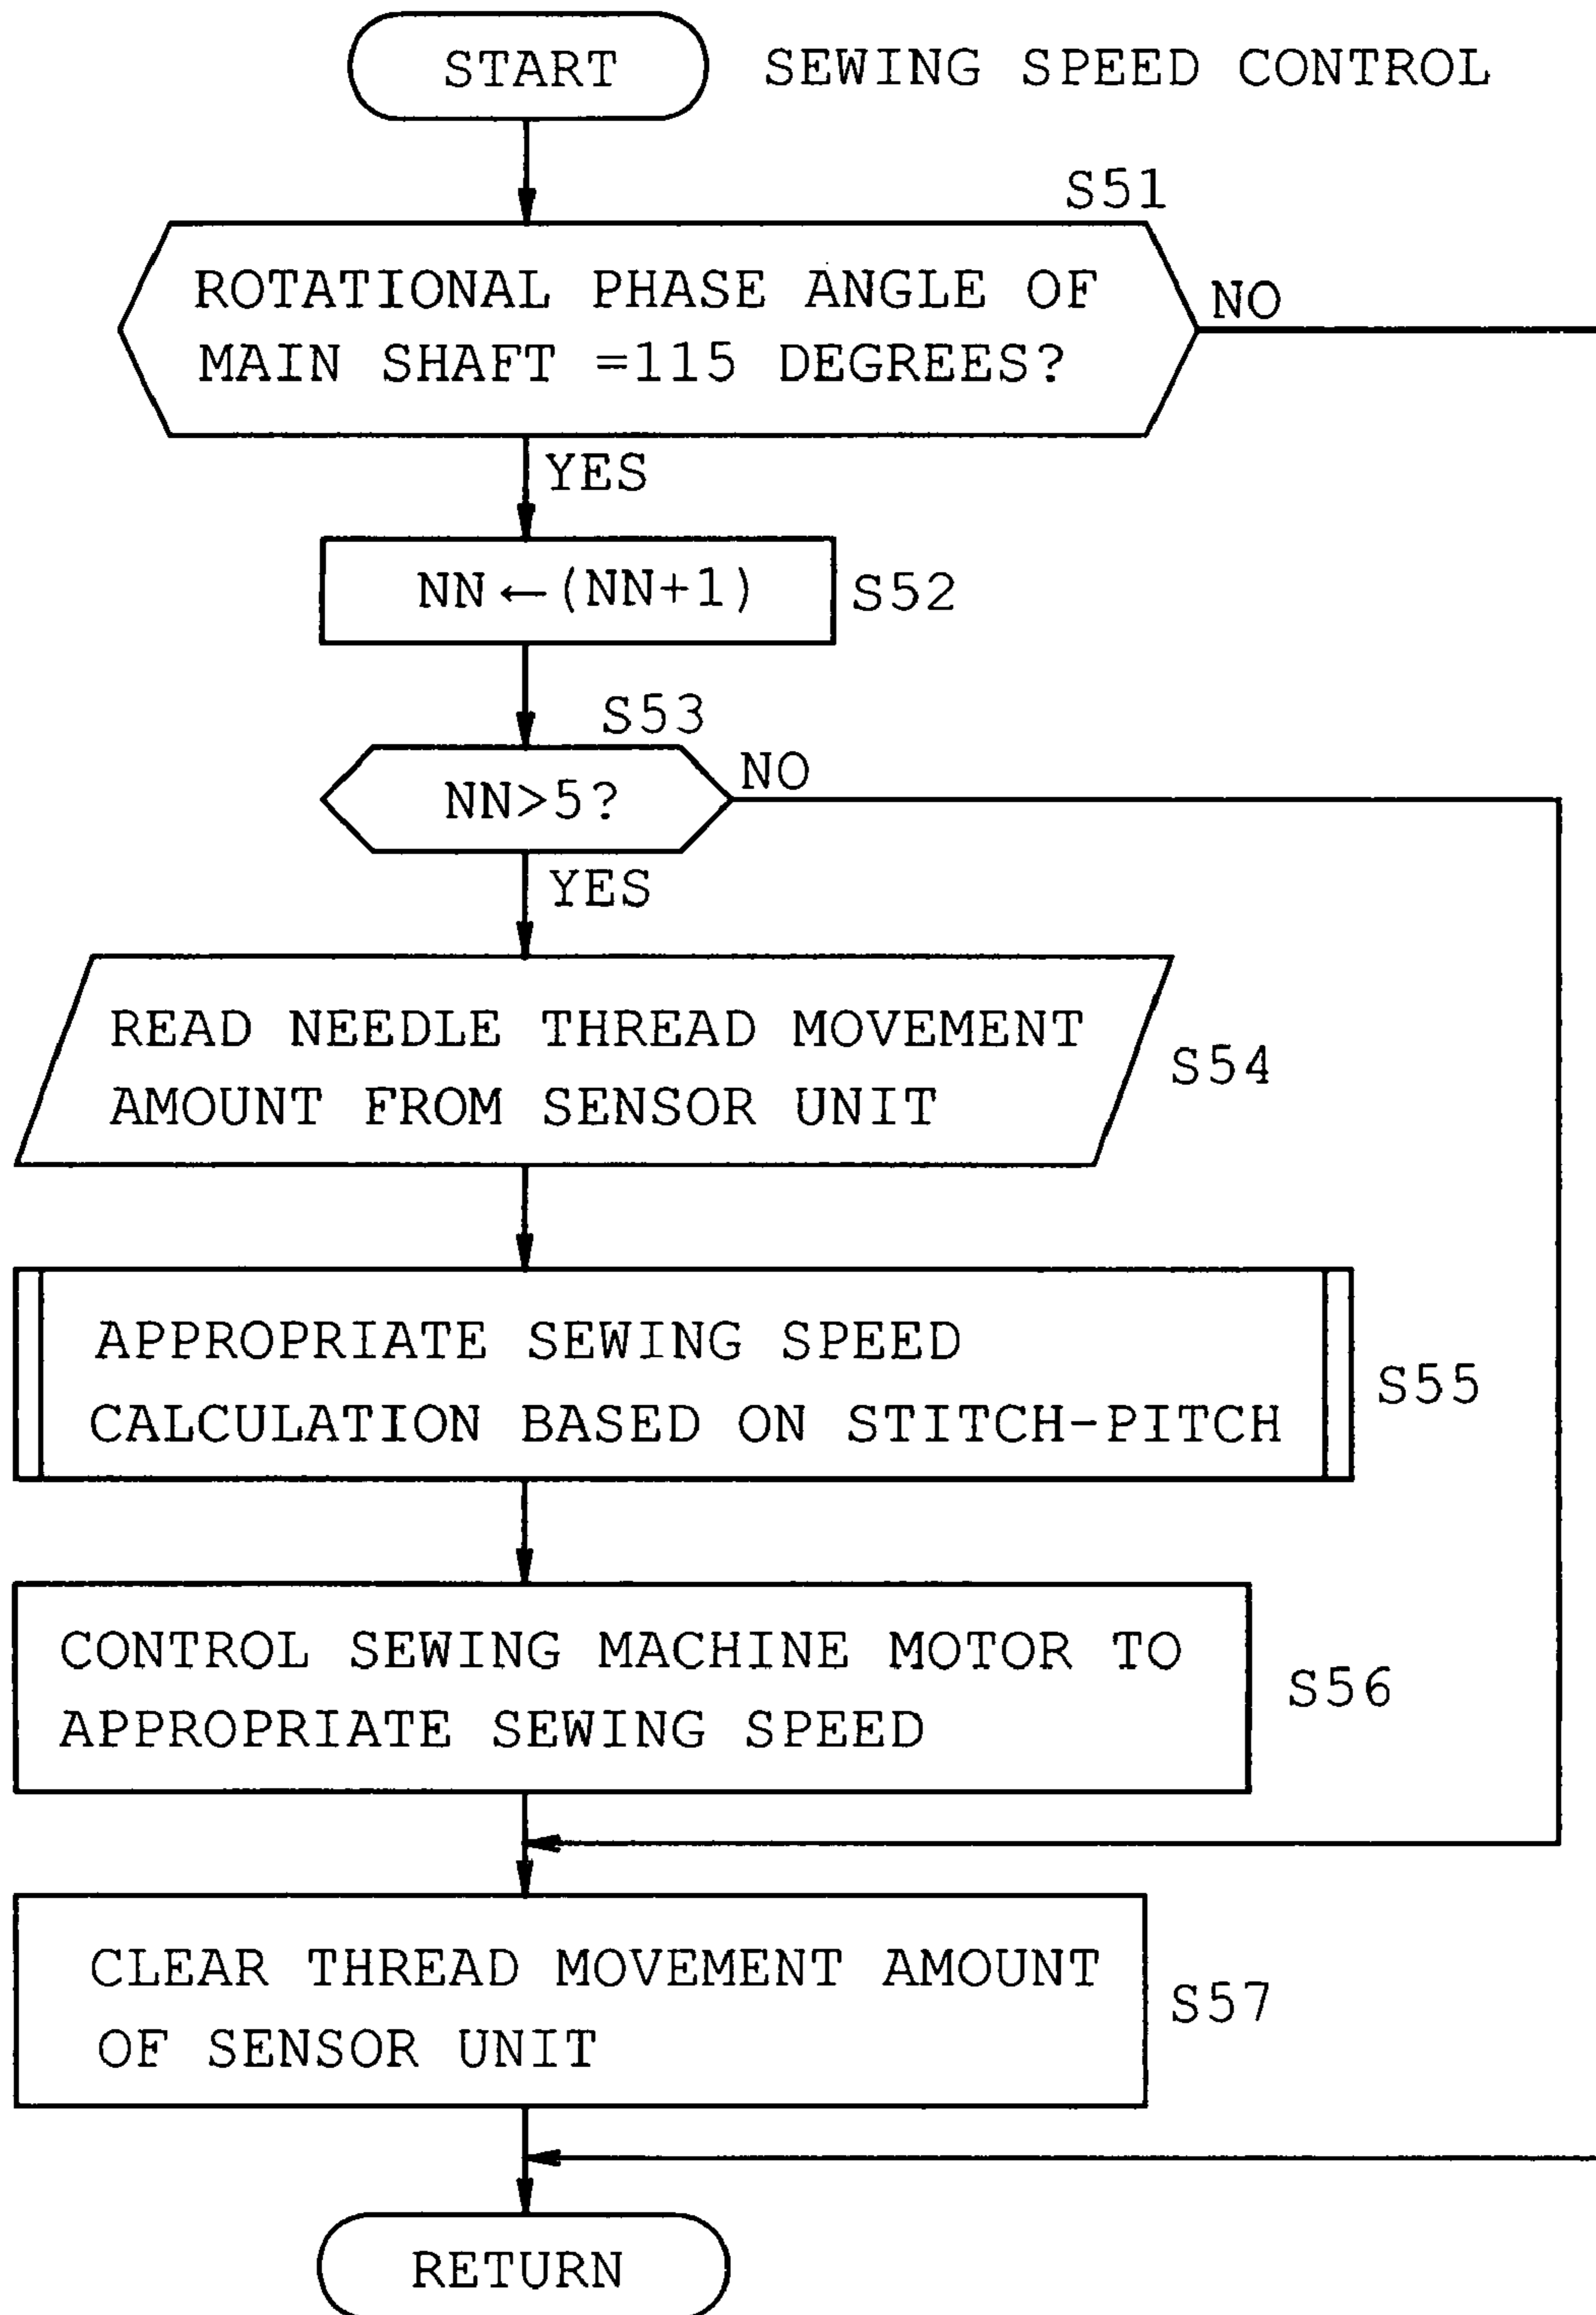 START
SEWING SPEED CONTROL
S51
ROTATIONAL PHASE ANGLE OF
MAIN SHAFT =115 DEGREES?
NO
YES
NN←(NN+1)
S52
S53
NN>5?
NO
YES
READ NEEDLE THREAD MOVEMENT
AMOUNT FROM SENSOR UNIT
S54
APPROPRIATE SEWING SPEED
CALCULATION BASED ON STITCH-PITCH
S55
CONTROL SEWING MACHINE MOTOR TO
APPROPRIATE SEWING SPEED
S56
CLEAR THREAD MOVEMENT AMOUNT
OF SENSOR UNIT
S57
RETURN